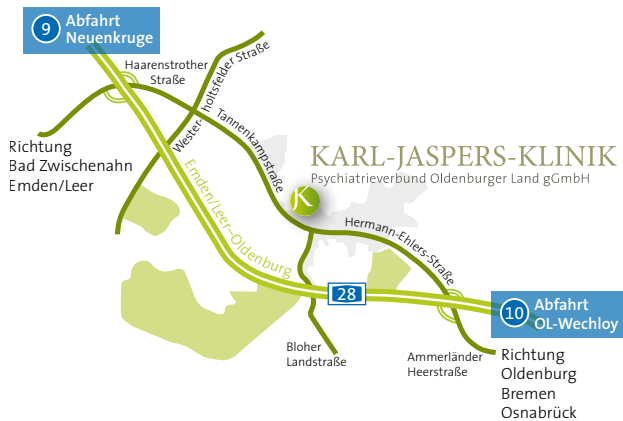 9 Abfahrt
Neuenkruge
Haarenstrother
Straße
Wester-holtsfelder Straße
Tannenkampstraße
Richtung
Bad Zwischenahn
Emden/Leer
KARL-JASPERS-KLINIK
Psychiatrieverbund Oldenburger Land gGmbH
JK
Hermann-Ehlers-Straße
Emden/Leer–Oldenburg
28
10 Abfahrt
OL-Wechloy
Bloher
Landstraße
Ammerländer
Heerstraße
Richtung
Oldenburg
Bremen
Osnabrück